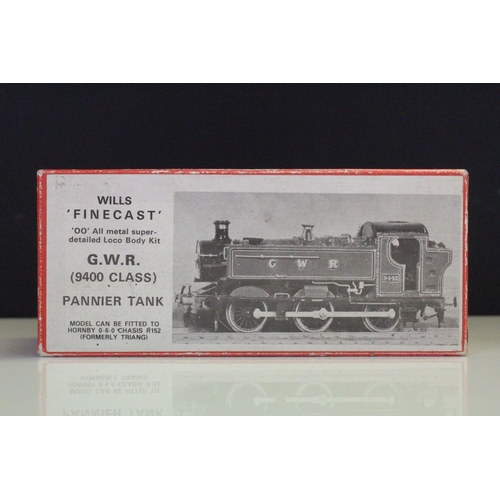 WILLS
'FINECAST'
'OO' All metal super-
detailed Loco Body Kit
G.W.R.
(9400 CLASS)
PANNIER TANK
MODEL CAN BE FITTED TO
HORNBY 0-6-0 CHASIS R152
(FORMERLY TRIANG)
G W R